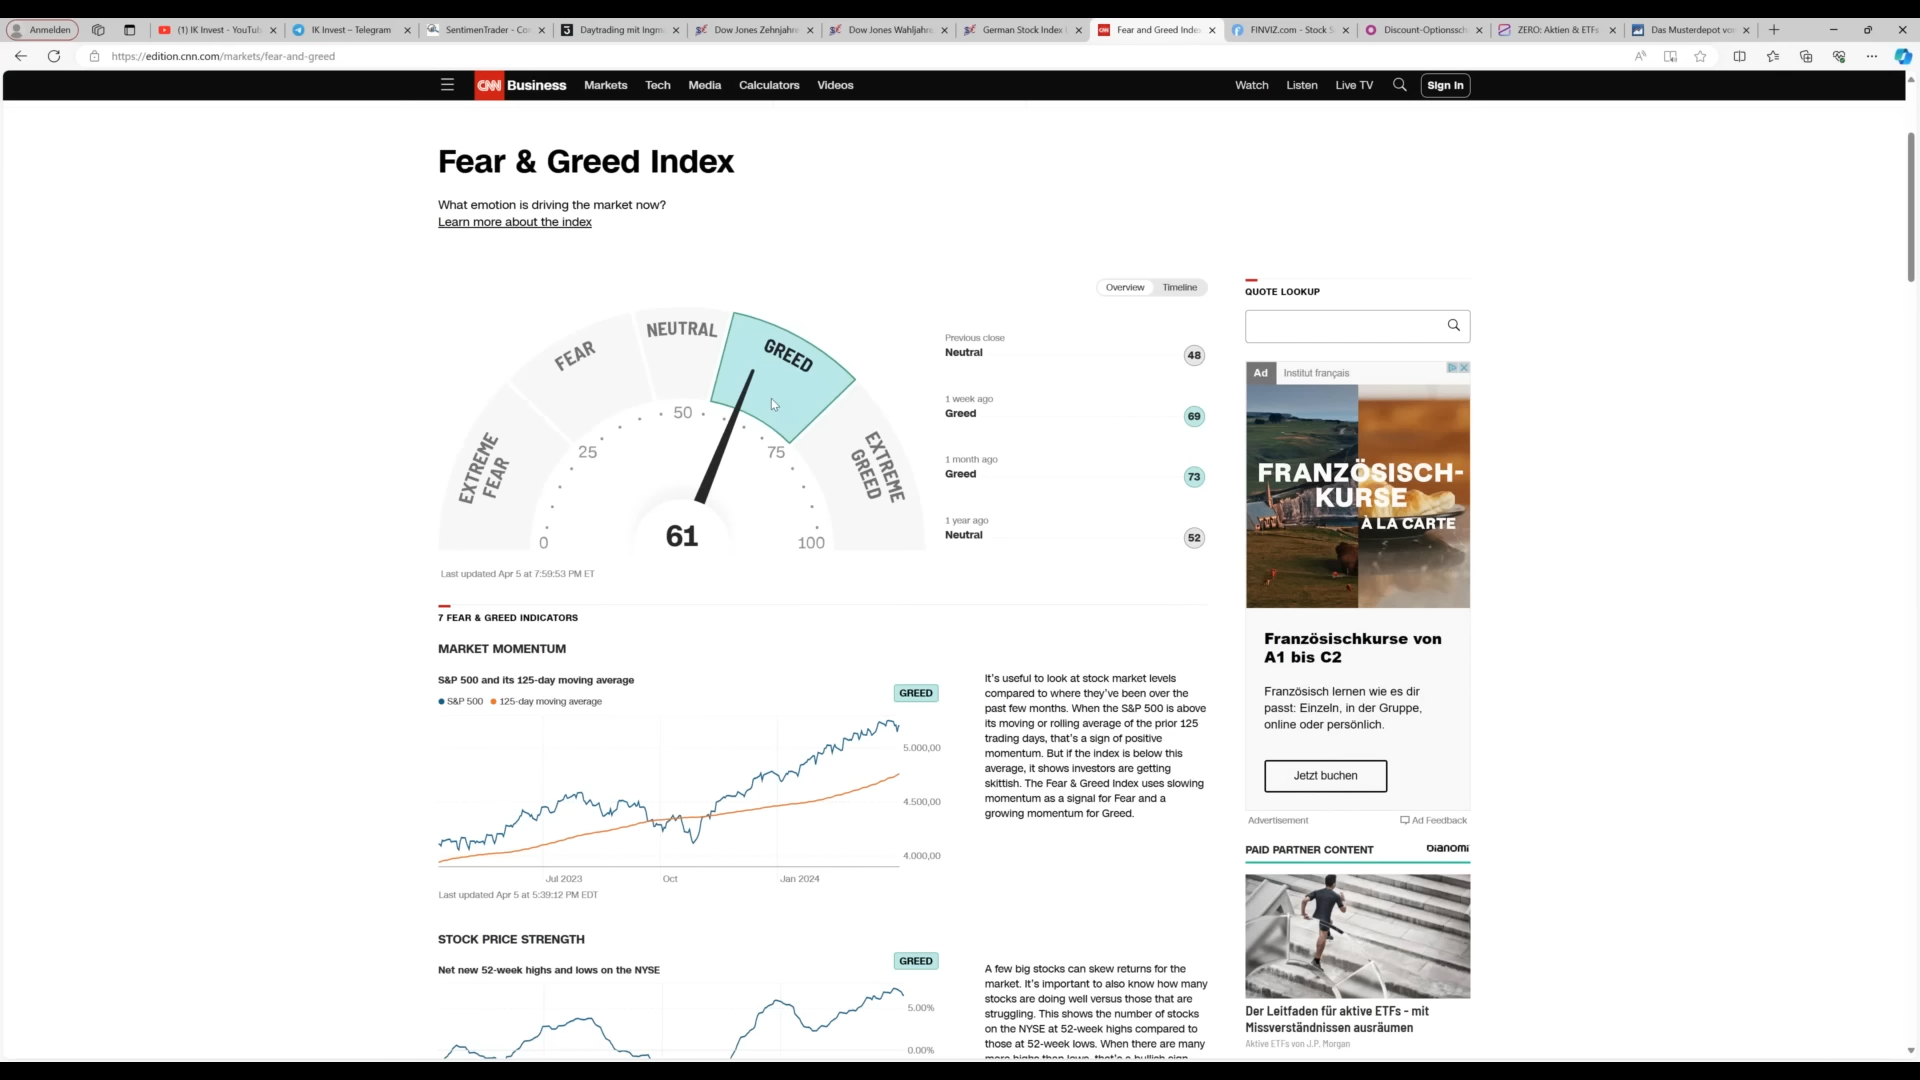 Anmelden
(1) IK Invest - YouTub
IK Invest – Telegram
SentimenTrader - Co
Daytrading mit Ingm
Dow Jones Zehnjahre
Dow Jones Wahljahre
German Stock Index
Fear and Greed Inde
FINVIZ.com - Stock S
Discount-Optionssch
ZERO: Aktien & ETFs
Das Musterdepot vo
https://edition.cnn.com/markets/fear-and-greed
CNN Business Markets Tech Media Calculators Videos
Watch Listen Live TV Sign in
Fear & Greed Index
What emotion is driving the market now?
Learn more about the index
Overview Timeline
EXTREME FEAR
FEAR
NEUTRAL
GREED
EXTREME GREED
0
25
50
75
100
61
Last updated Apr 5 at 7:59:53 PM ET
Previous close
Neutral 48
1 week ago
Greed 69
1 month ago
Greed 73
1 year ago
Neutral 52
7 FEAR & GREED INDICATORS
MARKET MOMENTUM
S&P 500 and its 125-day moving average
GREED
S&P 500 125-day moving average
5.000,00
4.500,00
4.000,00
Jul 2023 Oct Jan 2024
Last updated Apr 5 at 5:39:12 PM EDT
It's useful to look at stock market levels
compared to where they've been over the
past few months. When the S&P 500 is above
its moving or rolling average of the prior 125
trading days, that's a sign of positive
momentum. But if the index is below this
average, it shows investors are getting
skittish. The Fear & Greed Index uses slowing
momentum as a signal for Fear and a
growing momentum for Greed.
STOCK PRICE STRENGTH
Net new 52-week highs and lows on the NYSE
GREED
5.00%
0.00%
A few big stocks can skew returns for the
market. It's important to also know how many
stocks are doing well versus those that are
struggling. This shows the number of stocks
on the NYSE at 52-week highs compared to
those at 52-week lows. When there are many
more highs than lows, that's a bullish sign
QUOTE LOOKUP
Ad Institut français
FRANZÖSISCH-
KURSE
À LA CARTE
Französischkurse von
A1 bis C2
Französisch lernen wie es dir
passt: Einzeln, in der Gruppe,
online oder persönlich.
Jetzt buchen
Advertisement Ad Feedback
PAID PARTNER CONTENT
bianomi
Der Leitfaden für aktive ETFs - mit
Missverständnissen ausräumen
Aktive ETFs von J.P. Morgan